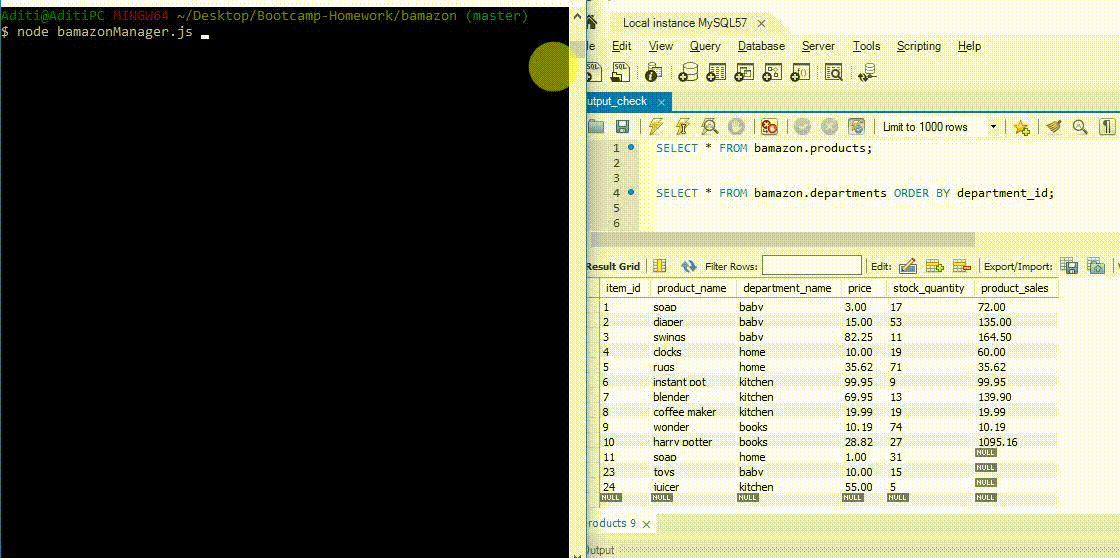 Aditi@AditiPC MINGW64 ~/Desktop/Bootcamp-Homework/bamazon (master)
$ node bamazonManager.js
Local instance MySQL57
le Edit View Query Database Server Tools Scripting Help
utput_check
Limit to 1000 rows
1 SELECT * FROM bamazon.products;
2
3
4 SELECT * FROM bamazon.departments ORDER BY department_id;
5
6
Result Grid Filter Rows: Edit: Export/Import:
item_id product_name department_name price stock_quantity product_sales
1 soap baby 3.00 17 72.00
2 diaper baby 15.00 53 135.00
3 swings baby 82.25 11 164.50
4 clocks home 10.00 19 60.00
5 rugs home 35.62 71 35.62
6 instant pot kitchen 99.95 9 99.95
7 blender kitchen 69.95 13 139.90
8 coffee maker kitchen 19.99 19 19.99
9 wonder books 10.19 74 10.19
10 harry potter books 28.82 27 1095.16
11 soap home 1.00 31 NULL
23 toys baby 10.00 15 NULL
24 juicer kitchen 55.00 5 NULL
NULL NULL NULL NULL NULL NULL
roducts 9
utput